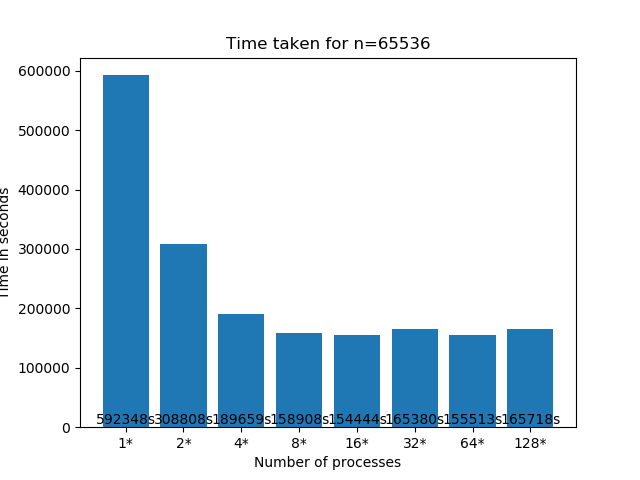 Time taken for n=65536
Time in seconds
600000
500000
400000
300000
200000
100000
0
592348s 308808s 189659s 158908s 154444s 165380s 155513s 165718s
1* 2* 4* 8* 16* 32* 64* 128*
Number of processes